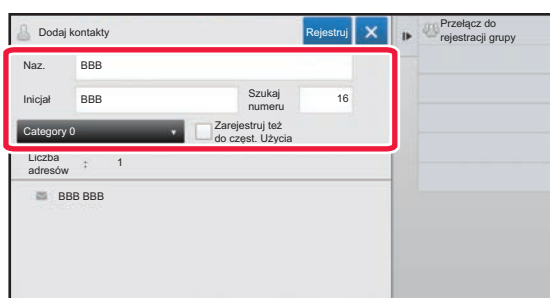 Dodaj kontakty
Rejestruj
Przełącz do
rejestracji grupy
Naz.
BBB
Inicjał
BBB
Szukaj
numeru
16
Category 0
Zarejestruj też
do częst. Użycia
Liczba
adresów
:
1
BBB BBB